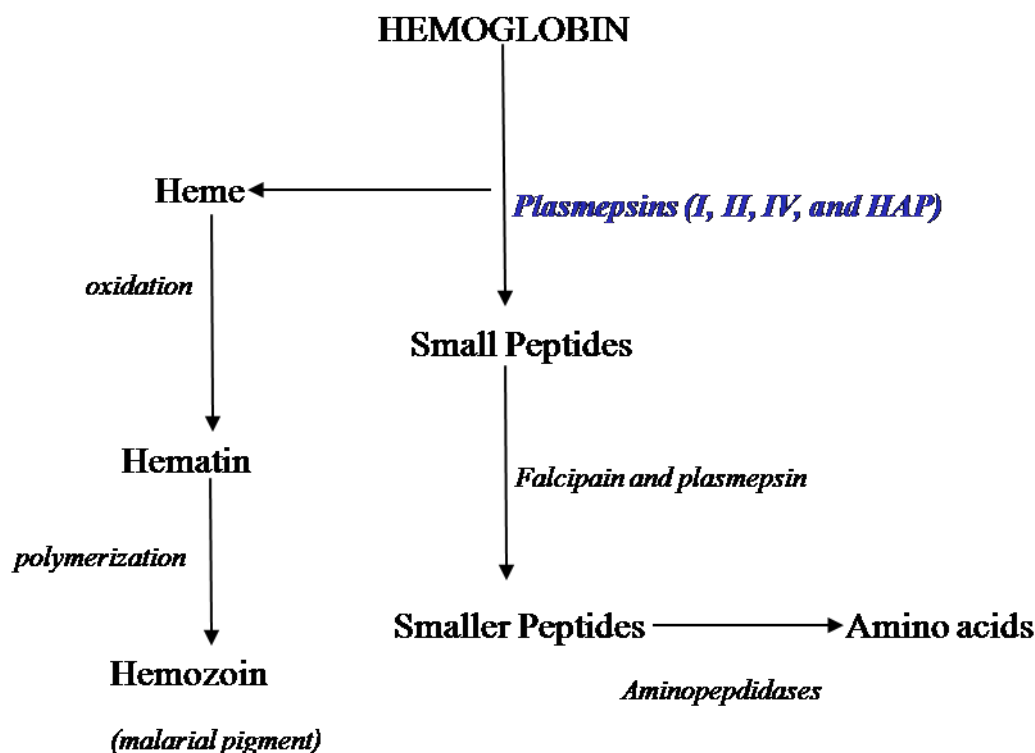 HEMOGLOBIN
Heme
Plasmepsins (I, II, IV, and HAP)
oxidation
Small Peptides
Hematin
Falcipain and plasmepsin
polymerization
Smaller Peptides
Amino acids
Hemozoin
Aminopepdidases
(malarial pigment)